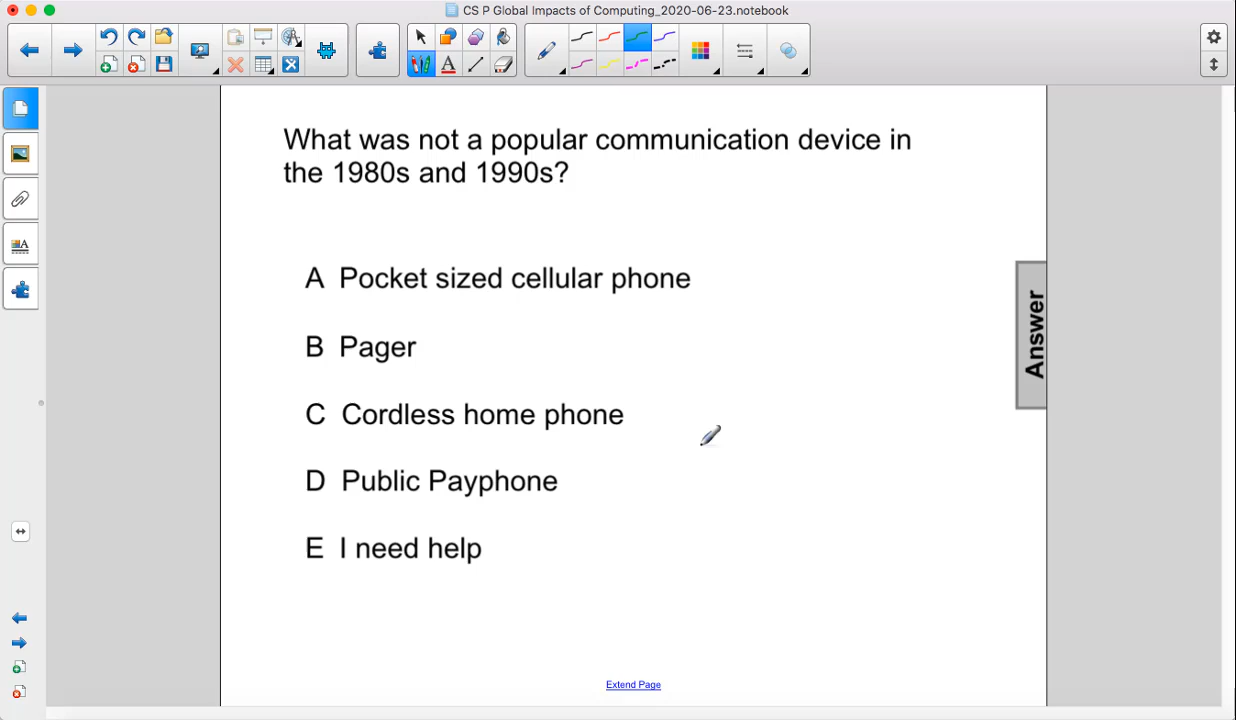 CS P Global Impacts of Computing_2020-06-23.notebook
What was not a popular communication device in
the 1980s and 1990s?
A Pocket sized cellular phone
B Pager
C Cordless home phone
D Public Payphone
E I need help
Answer
Extend Page